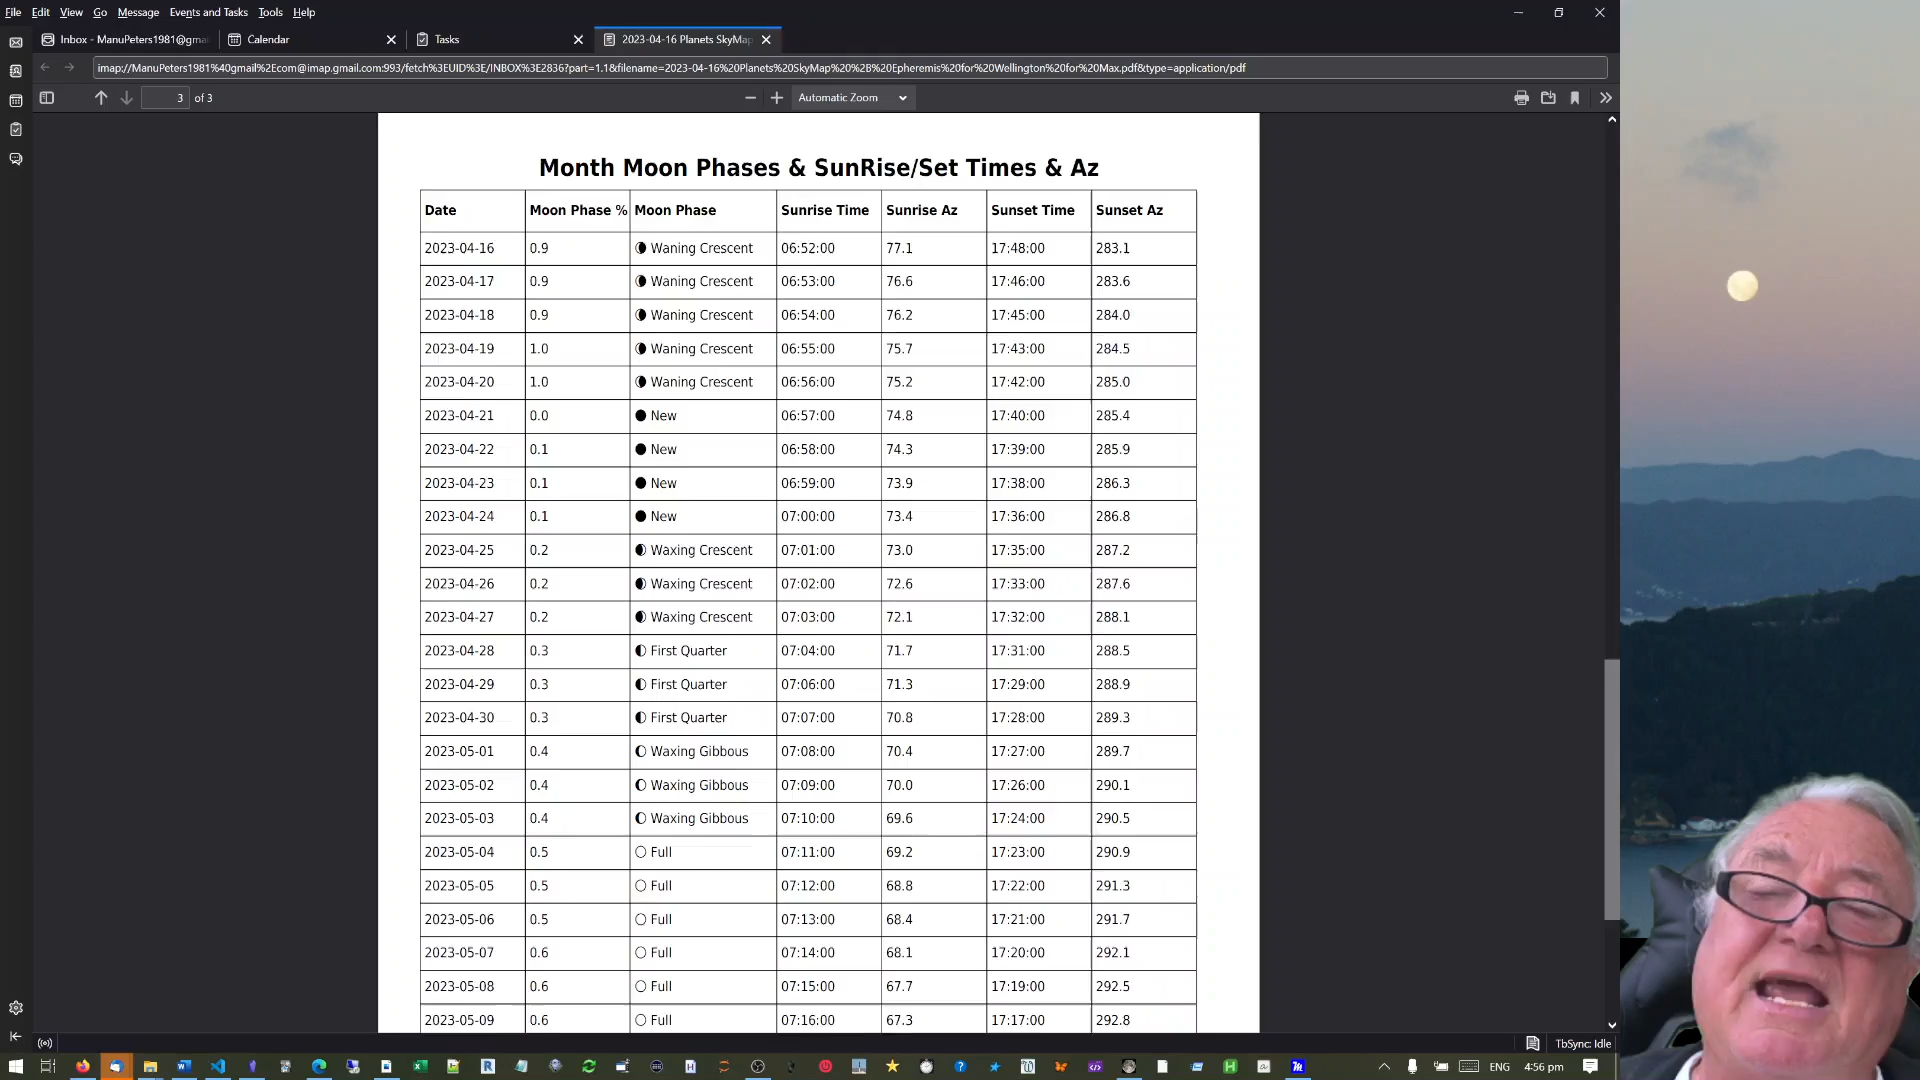 File Edit View Go Message Events and Tasks Tools Help
Inbox - ManuPeters1981@gma Calendar Tasks 2023-04-16 Planets SkyMap
imap://ManuPeters1981%40gmail%2Ecom@imap.gmail.com:993/fetch%3EUID%3E/INBOX%3E2836?part=1.1&filename=2023-04-16%20Planets%20SkyMap%20%2B%20Epheremis%20for%20Wellington%20for%20Max.pdf&type=application/pdf
3 of 3 Automatic Zoom
Month Moon Phases & SunRise/Set Times & Az
Date Moon Phase % Moon Phase Sunrise Time Sunrise Az Sunset Time Sunset Az
2023-04-16 0.9 Waning Crescent 06:52:00 77.1 17:48:00 283.1
2023-04-17 0.9 Waning Crescent 06:53:00 76.6 17:46:00 283.6
2023-04-18 0.9 Waning Crescent 06:54:00 76.2 17:45:00 284.0
2023-04-19 1.0 Waning Crescent 06:55:00 75.7 17:43:00 284.5
2023-04-20 1.0 Waning Crescent 06:56:00 75.2 17:42:00 285.0
2023-04-21 0.0 New 06:57:00 74.8 17:40:00 285.4
2023-04-22 0.1 New 06:58:00 74.3 17:39:00 285.9
2023-04-23 0.1 New 06:59:00 73.9 17:38:00 286.3
2023-04-24 0.1 New 07:00:00 73.4 17:36:00 286.8
2023-04-25 0.2 Waxing Crescent 07:01:00 73.0 17:35:00 287.2
2023-04-26 0.2 Waxing Crescent 07:02:00 72.6 17:33:00 287.6
2023-04-27 0.2 Waxing Crescent 07:03:00 72.1 17:32:00 288.1
2023-04-28 0.3 First Quarter 07:04:00 71.7 17:31:00 288.5
2023-04-29 0.3 First Quarter 07:06:00 71.3 17:29:00 288.9
2023-04-30 0.3 First Quarter 07:07:00 70.8 17:28:00 289.3
2023-05-01 0.4 Waxing Gibbous 07:08:00 70.4 17:27:00 289.7
2023-05-02 0.4 Waxing Gibbous 07:09:00 70.0 17:26:00 290.1
2023-05-03 0.4 Waxing Gibbous 07:10:00 69.6 17:24:00 290.5
2023-05-04 0.5 Full 07:11:00 69.2 17:23:00 290.9
2023-05-05 0.5 Full 07:12:00 68.8 17:22:00 291.3
2023-05-06 0.5 Full 07:13:00 68.4 17:21:00 291.7
2023-05-07 0.6 Full 07:14:00 68.1 17:20:00 292.1
2023-05-08 0.6 Full 07:15:00 67.7 17:19:00 292.5
2023-05-09 0.6 Full 07:16:00 67.3 17:17:00 292.8
TbSync: Idle
ENG 4:56 pm